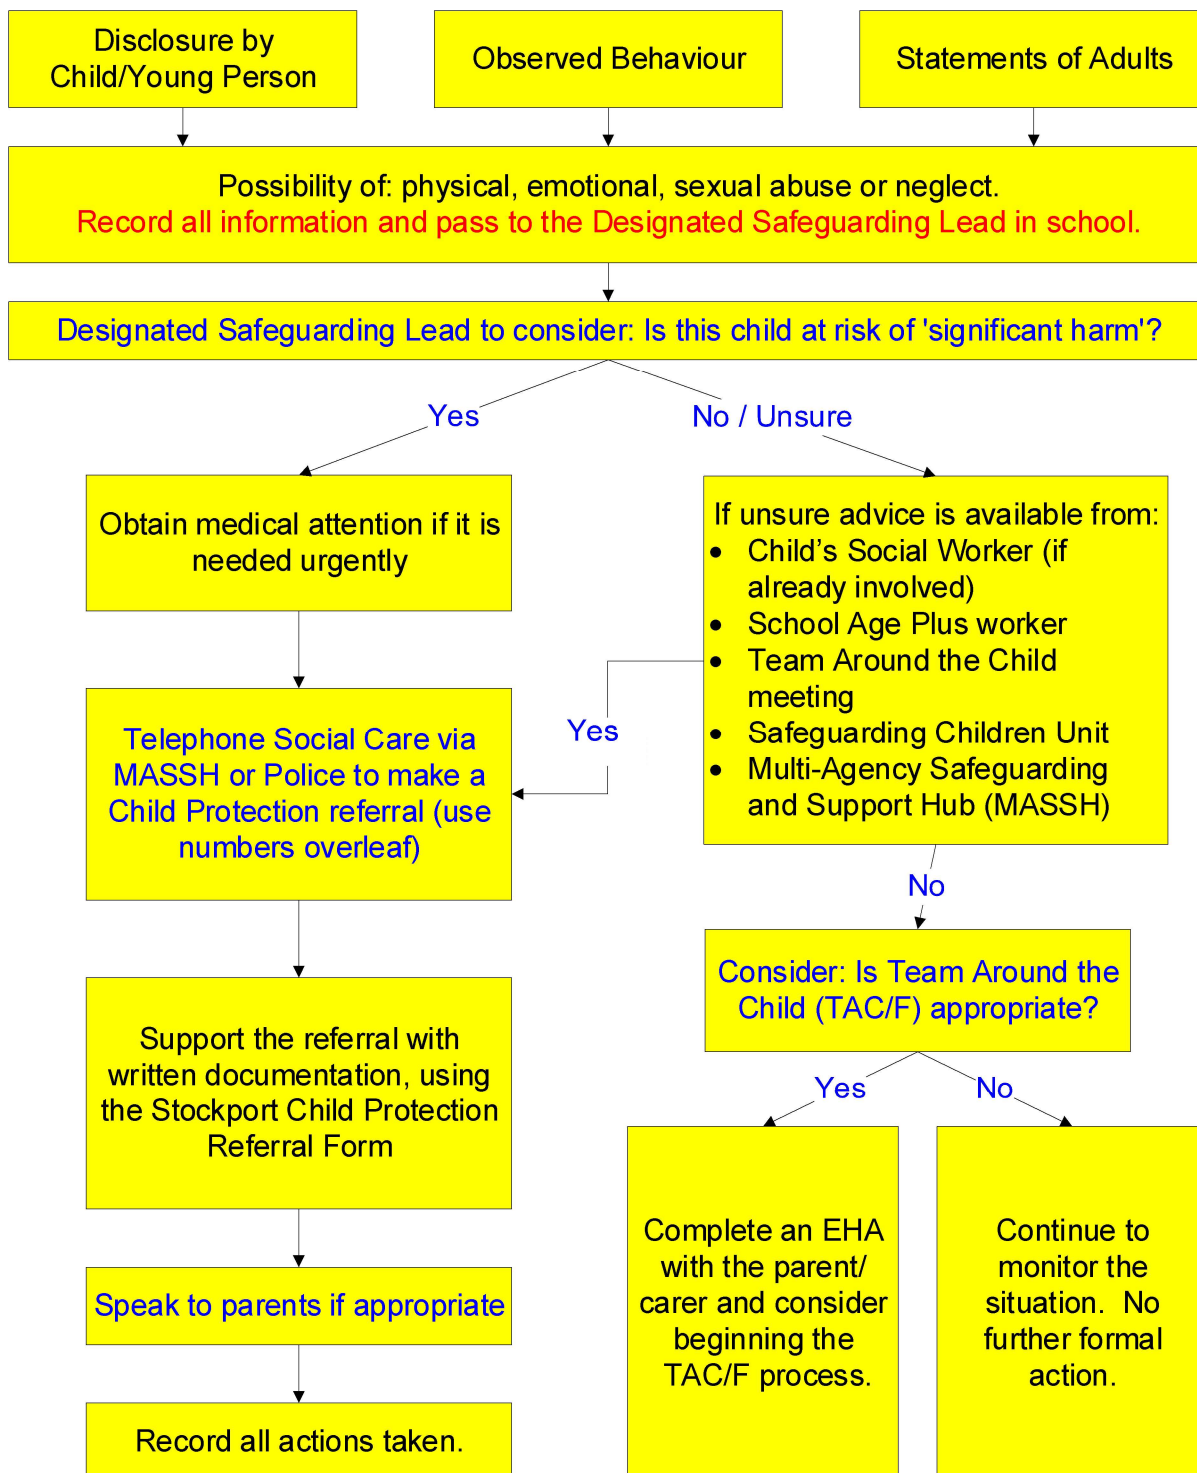 Disclosure by
Child/Young Person
Observed Behaviour
Statements of Adults
Possibility of: physical, emotional, sexual abuse or neglect.
Record all information and pass to the Designated Safeguarding Lead in school.
Designated Safeguarding Lead to consider: Is this child at risk of 'significant harm'?
Yes
No / Unsure
Obtain medical attention if it is
needed urgently
If unsure advice is available from:
• Child’s Social Worker (if
already involved)
• School Age Plus worker
• Team Around the Child
meeting
• Safeguarding Children Unit
• Multi-Agency Safeguarding
and Support Hub (MASSH)
Yes
Telephone Social Care via
MASSH or Police to make a
Child Protection referral (use
numbers overleaf)
No
Consider: Is Team Around the
Child (TAC/F) appropriate?
Support the referral with
written documentation, using
the Stockport Child Protection
Referral Form
Yes
No
Complete an EHA
with the parent/
carer and consider
beginning the
TAC/F process.
Continue to
monitor the
situation. No
further formal
action.
Speak to parents if appropriate
Record all actions taken.